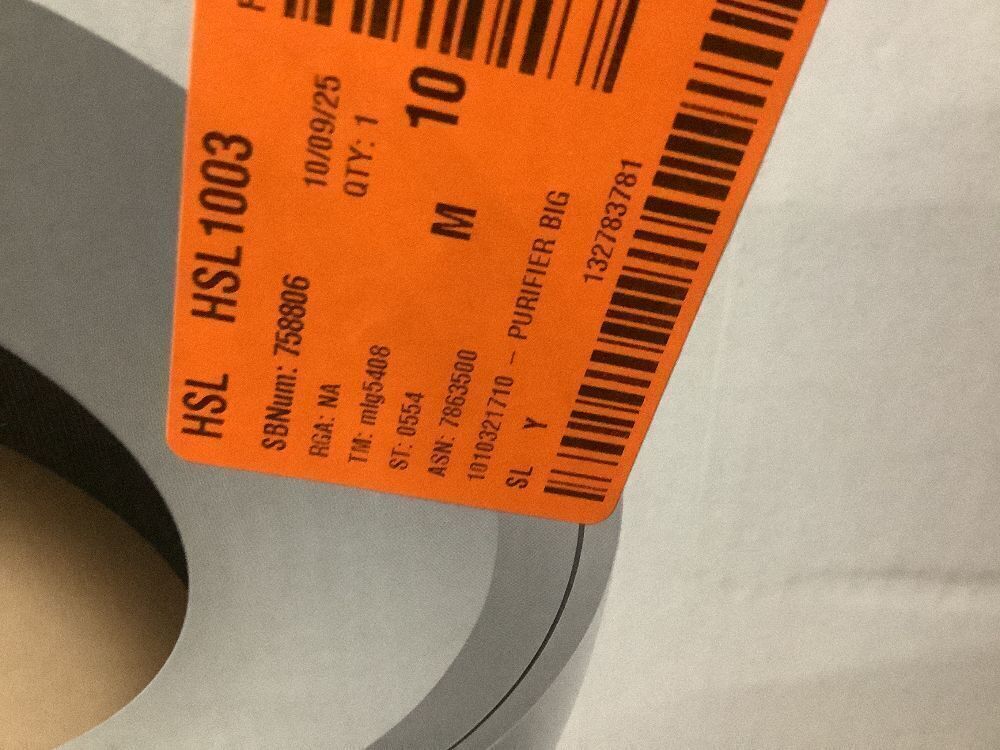 HSL HSL1003
SBNum: 758806
10/09/25
RGA: NA
QTY: 1
TM: mlg5408
ST: 0554
M 10
ASN: 7863500
1010321710 - PURIFIER BIG
SL Y
132783781